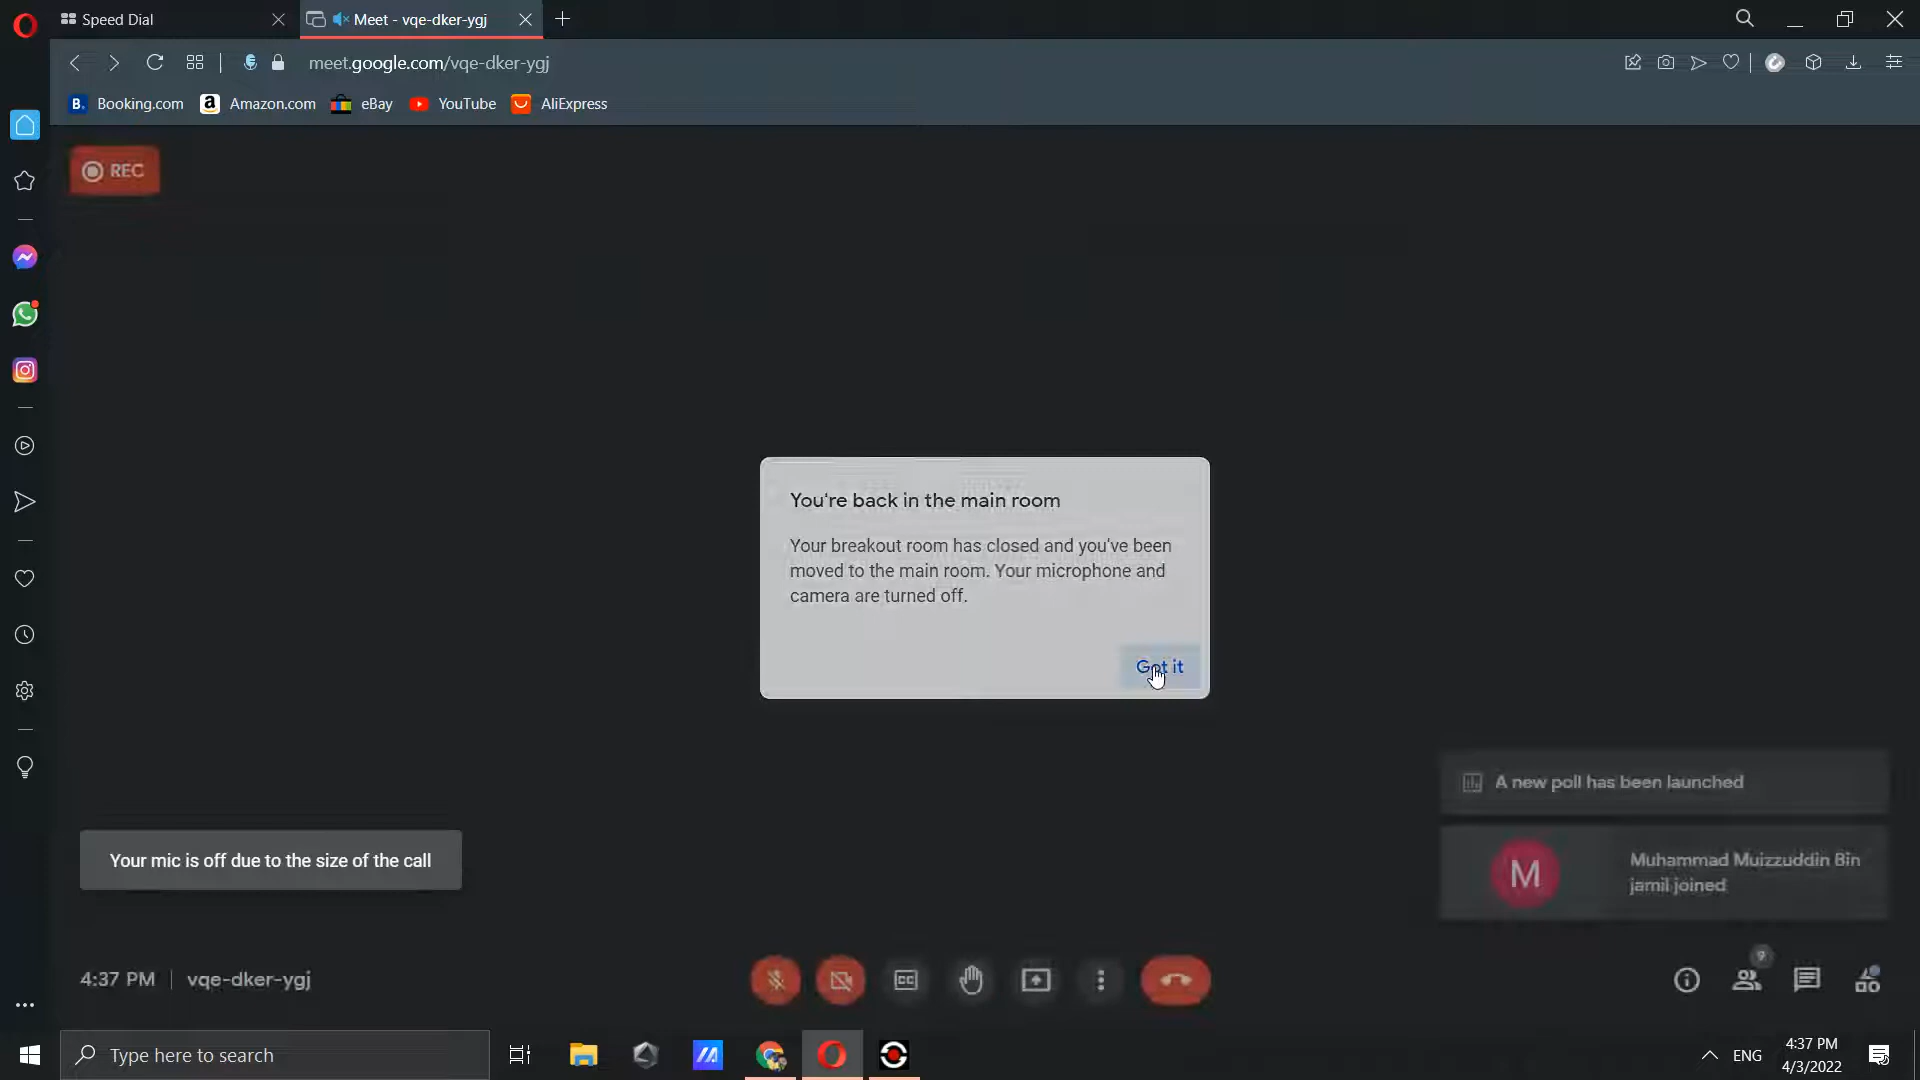 Speed Dial
Meet - vqe-dker-ygj
meet.google.com/vqe-dker-ygj
B. Booking.com
a Amazon.com
eBay
YouTube
AliExpress
REC
You're back in the main room
Your breakout room has closed and you've been
moved to the main room. Your microphone and
camera are turned off.
Got it
A new poll has been launched
Your mic is off due to the size of the call
M
Muhammad Muizzuddin Bin
jamil joined
4:37 PM | vqe-dker-ygj
CC
9
Type here to search
ENG
4:37 PM
4/3/2022